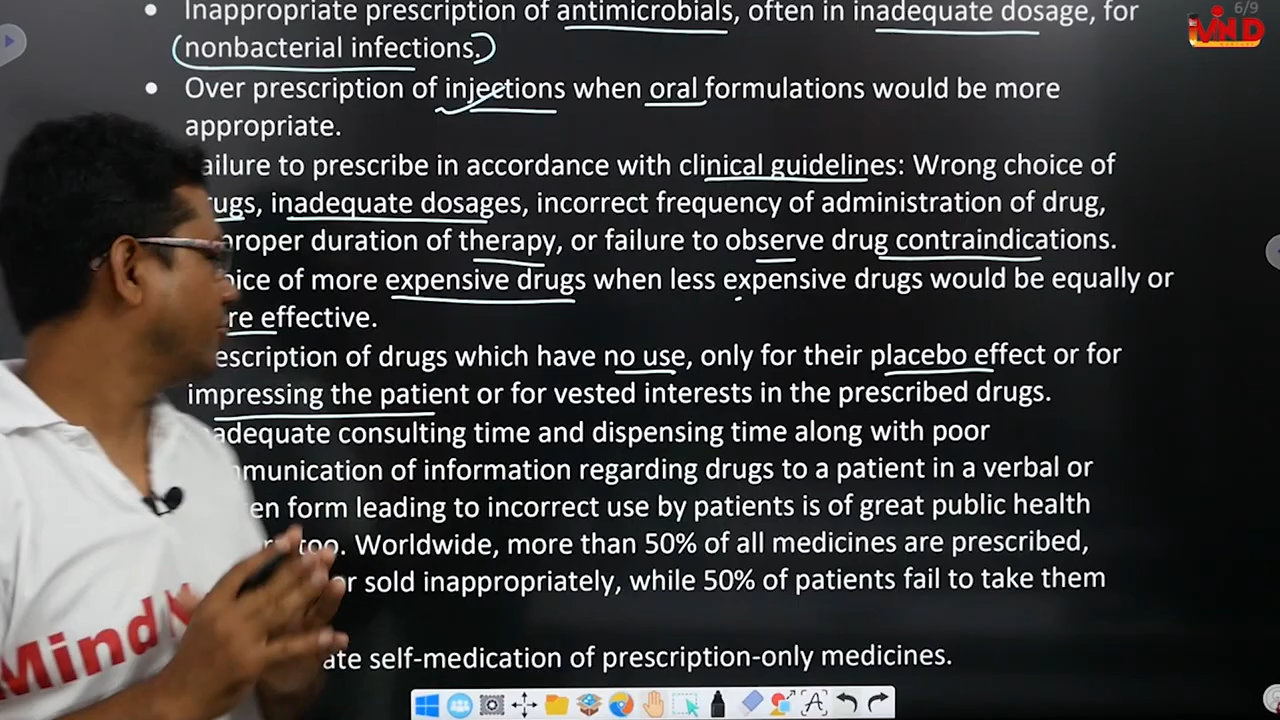 • Inappropriate prescription of antimicrobials, often in inadequate dosage, for
6/9
MIND
(nonbacterial infections.)
• Over prescription of injections when oral formulations would be more
appropriate.
ailure to prescribe in accordance with clinical guidelines: Wrong choice of
rugs, inadequate dosages, incorrect frequency of administration of drug,
proper duration of therapy, or failure to observe drug contraindications.
oice of more expensive drugs when less expensive drugs would be equally or
re effective.
escription of drugs which have no use, only for their placebo effect or for
impressing the patient or for vested interests in the prescribed drugs.
adequate consulting time and dispensing time along with poor
mmunication of information regarding drugs to a patient in a verbal or
en form leading to incorrect use by patients is of great public health
too. Worldwide, more than 50% of all medicines are prescribed,
or sold inappropriately, while 50% of patients fail to take them
ate self-medication of prescription-only medicines.
Mind